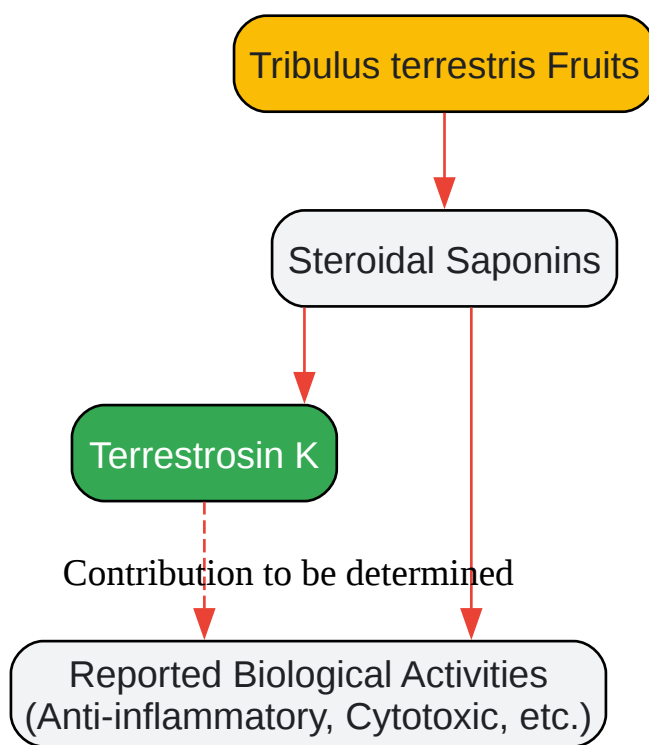 Tribulus terrestris Fruits
Steroidal Saponins
Terrestrosin K
Contribution to be determined
Reported Biological Activities
(Anti-inflammatory, Cytotoxic, etc.)